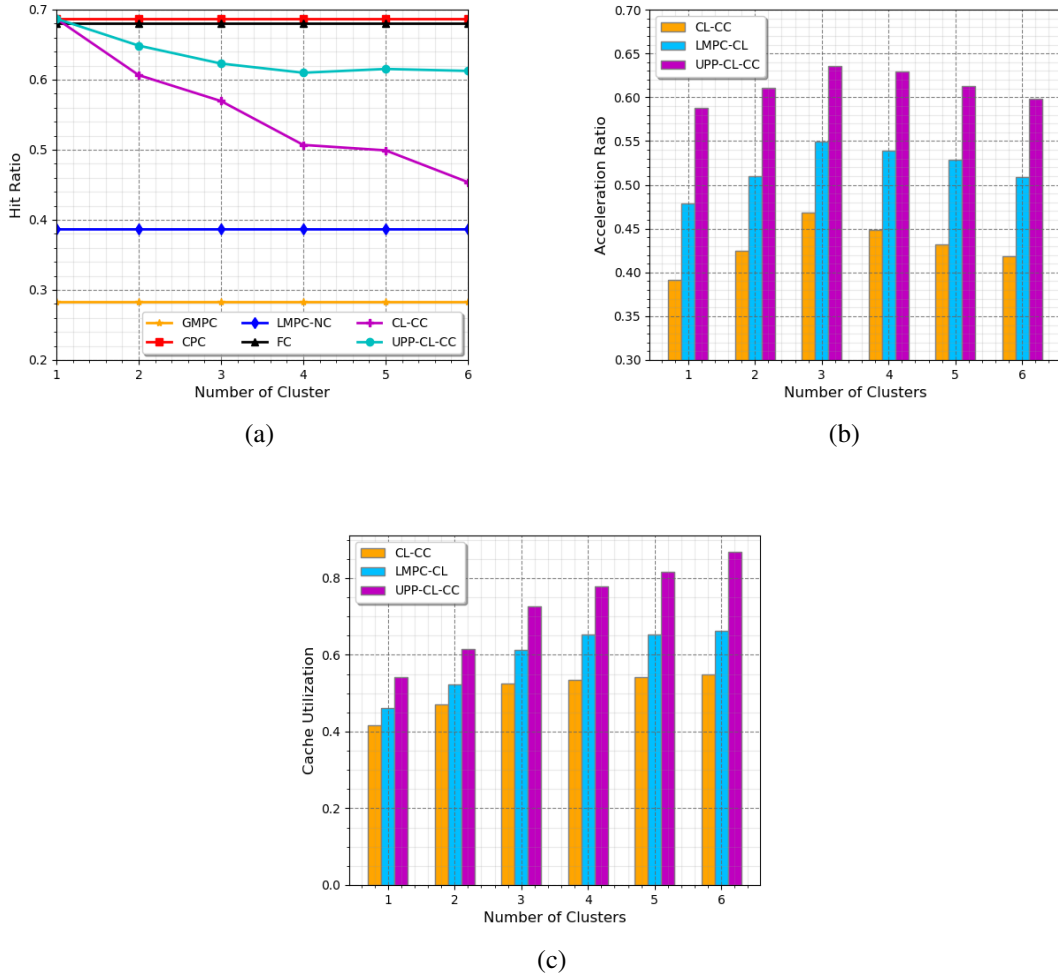 0.7
0.6
0.5
0.4
0.3
0.2
Hit Ratio
GMPC LMPC-NC CL-CC
CPC FC UPP-CL-CC
1 2 3 4 5 6
Number of Cluster
(a)
0.70
0.65
0.60
0.55
0.50
0.45
0.40
0.35
0.30
Acceleration Ratio
CL-CC
LMPC-CL
UPP-CL-CC
1 2 3 4 5 6
Number of Clusters
(b)
0.8
0.6
0.4
0.2
0.0
Cache Utilization
CL-CC
LMPC-CL
UPP-CL-CC
1 2 3 4 5 6
Number of Clusters
(c)